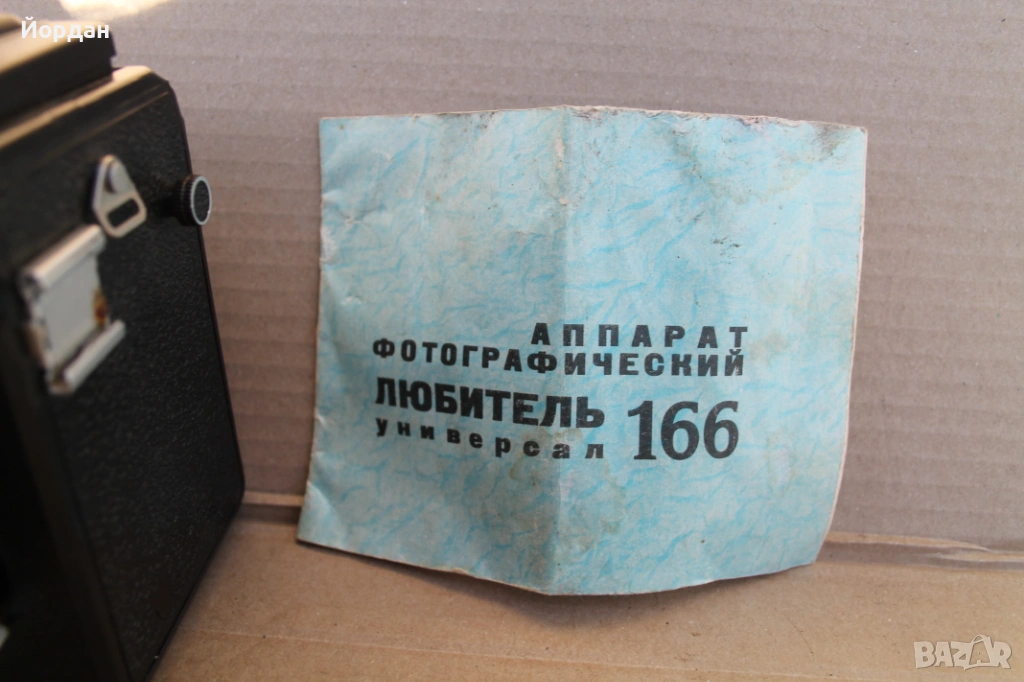 Йордан
АППАРАТ
ФОТОГРАФИЧЕСКИЙ
ЛЮБИТЕЛЬ 166
универсал
BAZAR